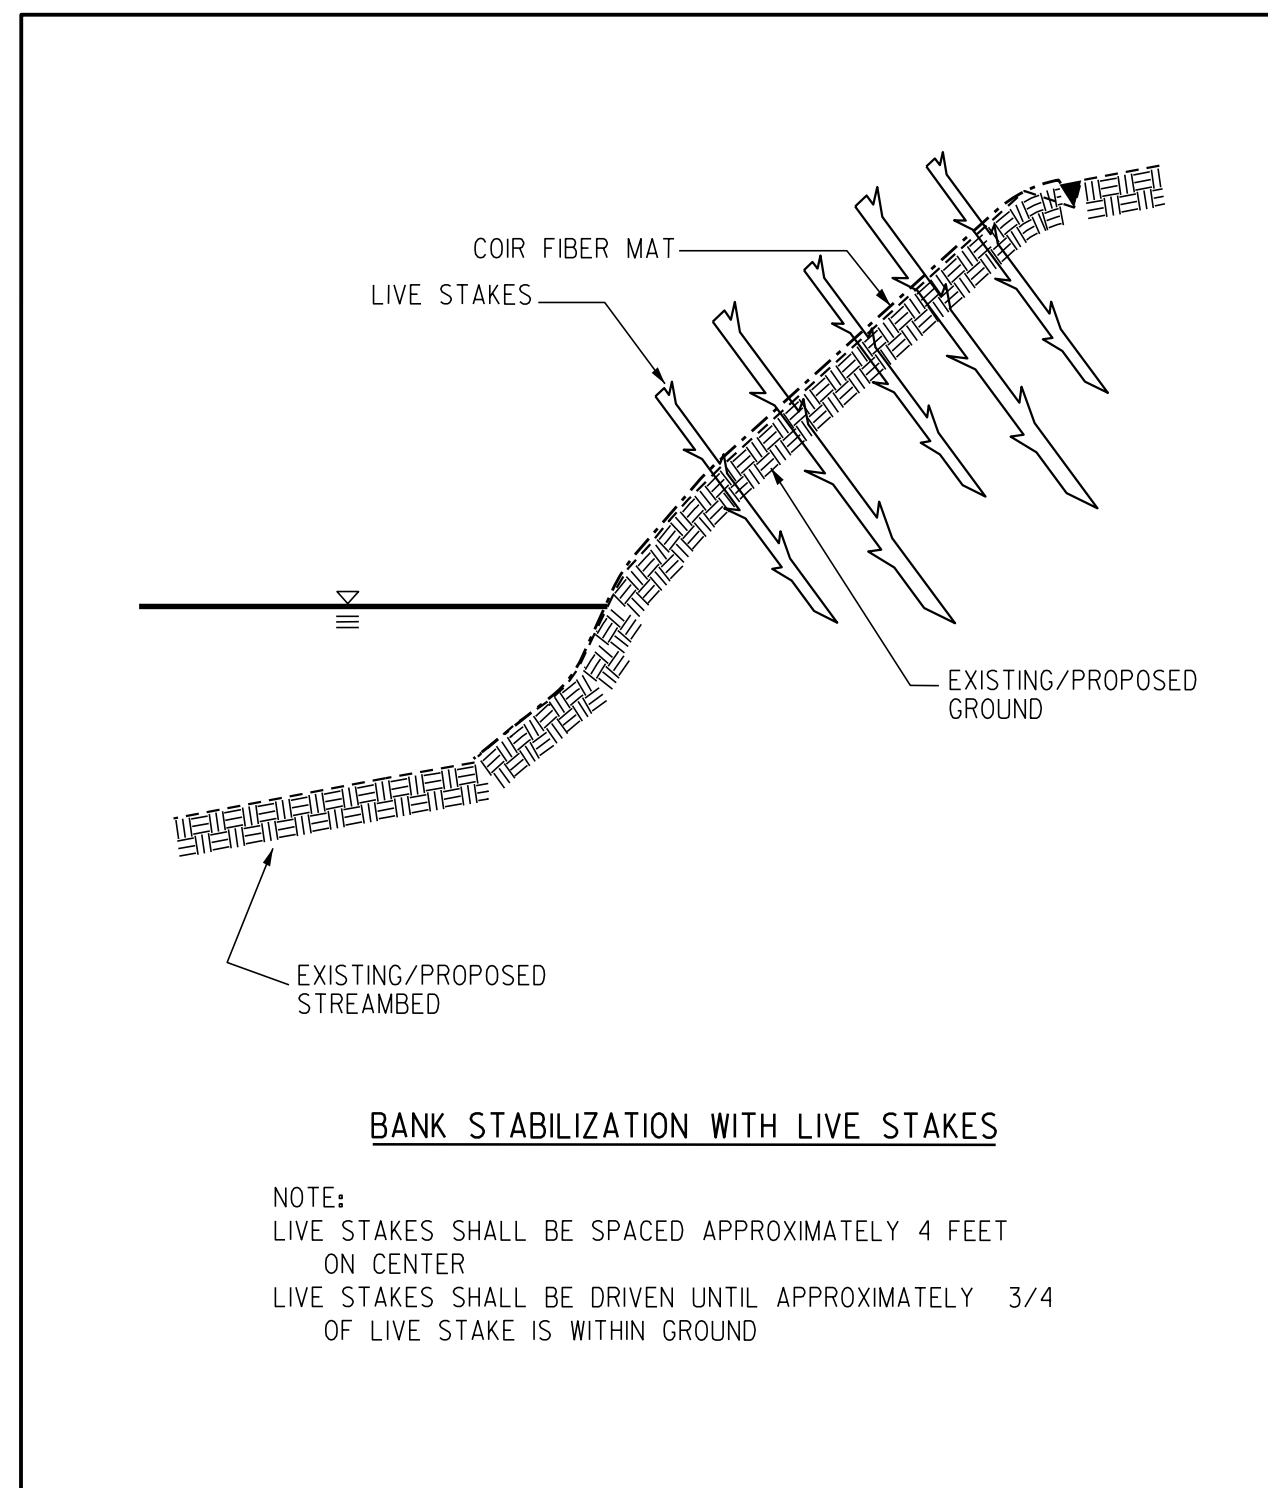 COIR FIBER MAT
LIVE STAKES
EXISTING/PROPOSED
GROUND
EXISTING/PROPOSED
STREAMBED
BANK STABILIZATION WITH LIVE STAKES
NOTE:
LIVE STAKES SHALL BE SPACED APPROXIMATELY 4 FEET
ON CENTER
LIVE STAKES SHALL BE DRIVEN UNTIL APPROXIMATELY 3/4
OF LIVE STAKE IS WITHIN GROUND